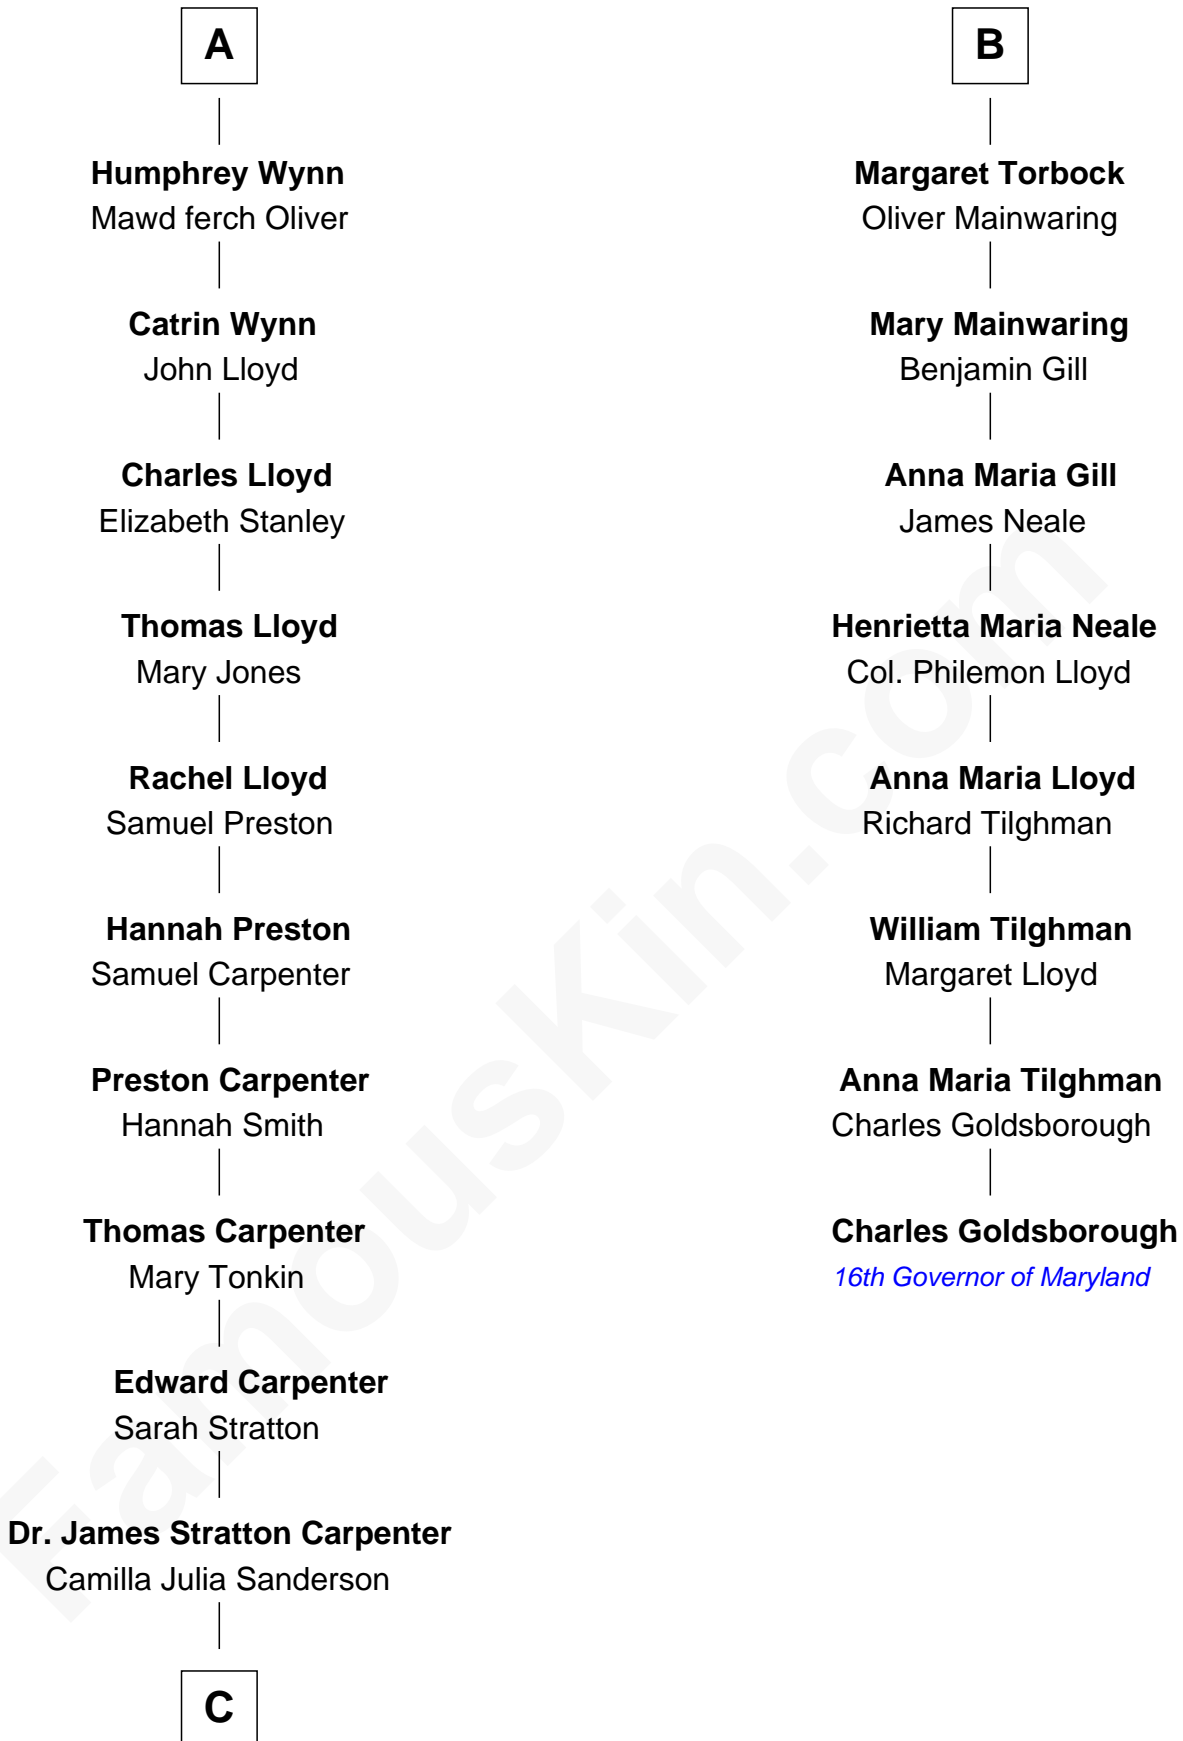 A
Humphrey Wynn
Mawd ferch Oliver
Catrin Wynn
John Lloyd
Charles Lloyd
Elizabeth Stanley
Thomas Lloyd
Mary Jones
Rachel Lloyd
Samuel Preston
Hannah Preston
Samuel Carpenter
Preston Carpenter
Hannah Smith
Thomas Carpenter
Mary Tonkin
Edward Carpenter
Sarah Stratton
Dr. James Stratton Carpenter
Camilla Julia Sanderson
C
B
Margaret Torbock
Oliver Mainwaring
Mary Mainwaring
Benjamin Gill
Anna Maria Gill
James Neale
Henrietta Maria Neale
Col. Philemon Lloyd
Anna Maria Lloyd
Richard Tilghman
William Tilghman
Margaret Lloyd
Anna Maria Tilghman
Charles Goldsborough
Charles Goldsborough
16th Governor of Maryland
FamousKin.com